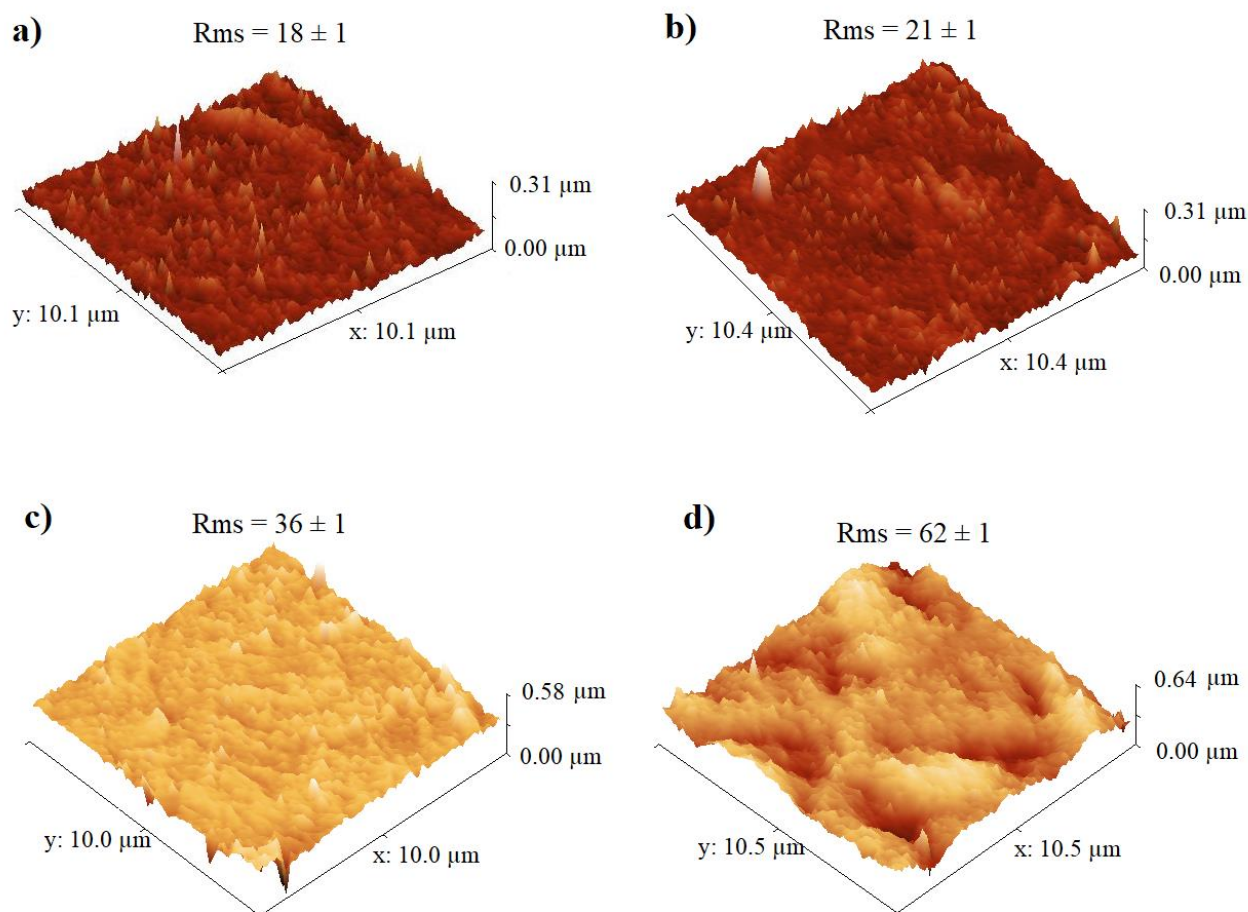 a)
Rms = 18 ± 1
0.31 µm
0.00 µm
y: 10.1 µm
x: 10.1 µm
b)
Rms = 21 ± 1
0.31 µm
0.00 µm
y: 10.4 µm
x: 10.4 µm
c)
Rms = 36 ± 1
0.58 µm
0.00 µm
y: 10.0 µm
x: 10.0 µm
d)
Rms = 62 ± 1
0.64 µm
0.00 µm
y: 10.5 µm
x: 10.5 µm